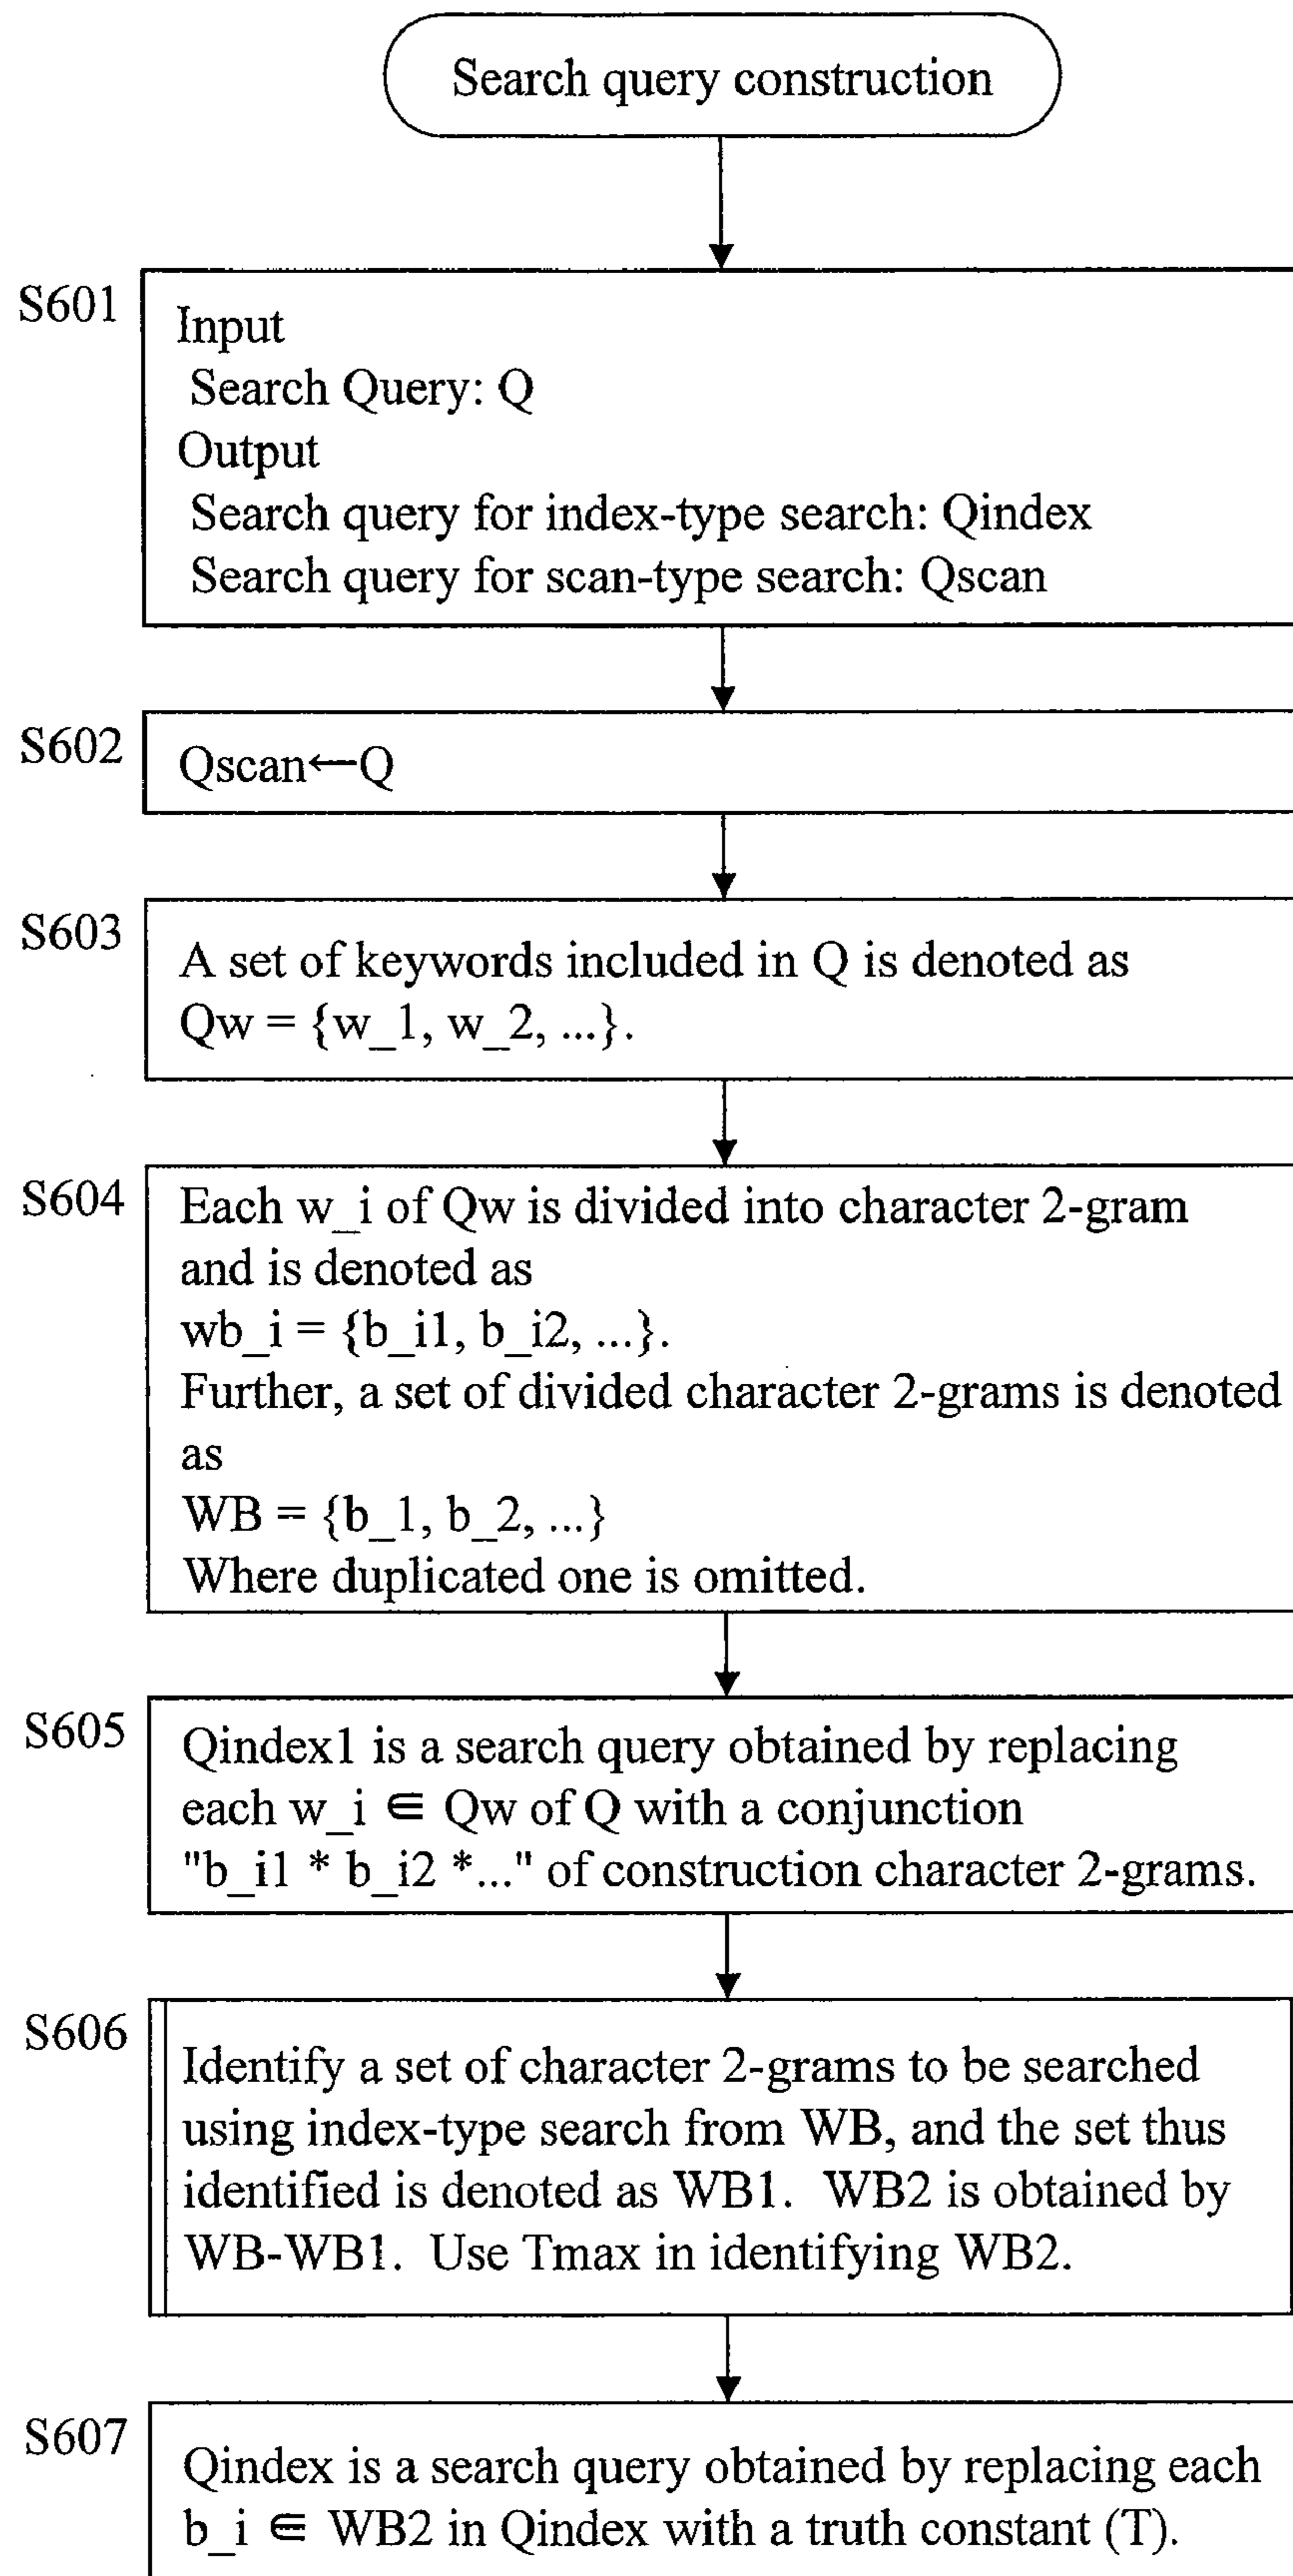 Search query construction
S601
Input
Search Query: Q
Output
Search query for index-type search: Qindex
Search query for scan-type search: Qscan
S602
Qscan←Q
S603
A set of keywords included in Q is denoted as
Qw = {w_1, w_2, ...}.
S604
Each w_i of Qw is divided into character 2-gram
and is denoted as
wb_i = {b_i1, b_i2, ...}.
Further, a set of divided character 2-grams is denoted
as
WB = {b_1, b_2, ...}
Where duplicated one is omitted.
S605
Qindex1 is a search query obtained by replacing
each w_i ∈ Qw of Q with a conjunction
"b_i1 * b_i2 *..." of construction character 2-grams.
S606
Identify a set of character 2-grams to be searched
using index-type search from WB, and the set thus
identified is denoted as WB1. WB2 is obtained by
WB-WB1. Use Tmax in identifying WB2.
S607
Qindex is a search query obtained by replacing each
b_i ∈ WB2 in Qindex with a truth constant (T).